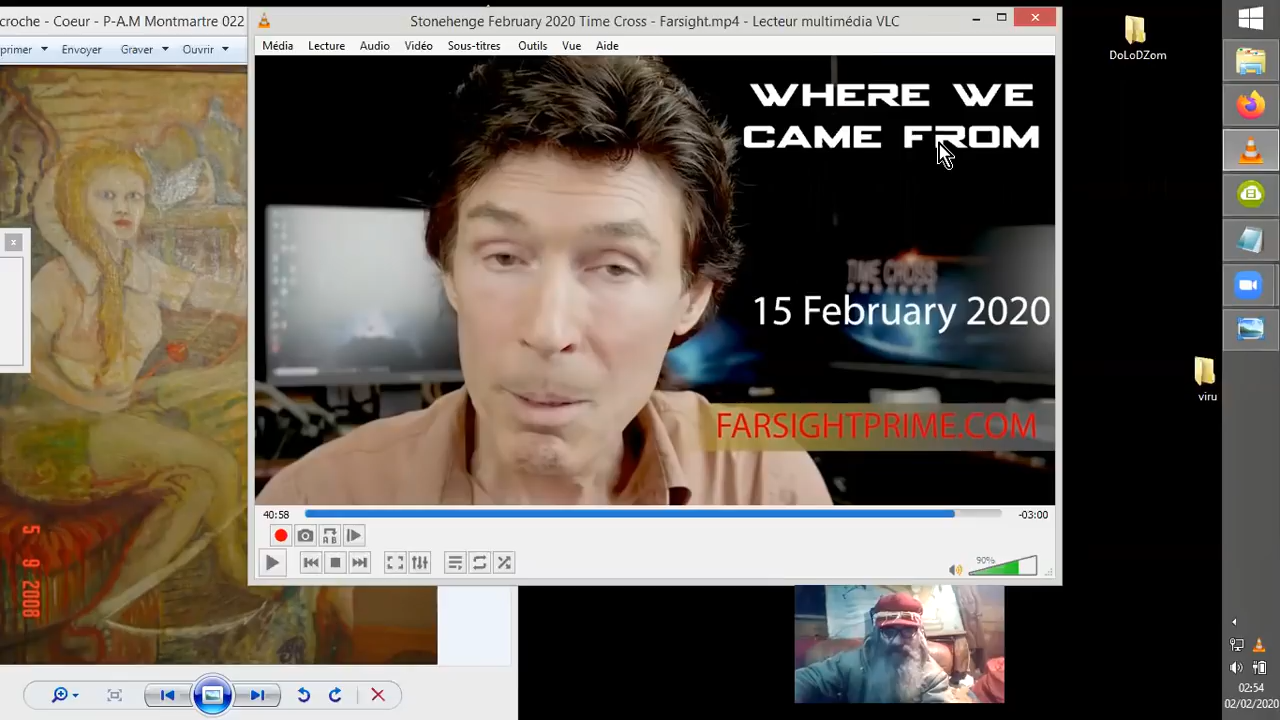 croche - Coeur - P-A.M Montmartre 022
Stonehenge February 2020 Time Cross - Farsight.mp4 - Lecteur multimédia VLC
primer
Envoyer
Graver
Ouvrir
Média
Lecture
Audio
Vidéo
Sous-titres
Outils
Vue
Aide
DoLoDZom
WHERE WE
CAME FROM
TIME CROSS
15 February 2020
viru
FARSIGHTPRIME.COM
5 9 2008
40:58
-03:00
A B
90%
02:54
02/02/2020